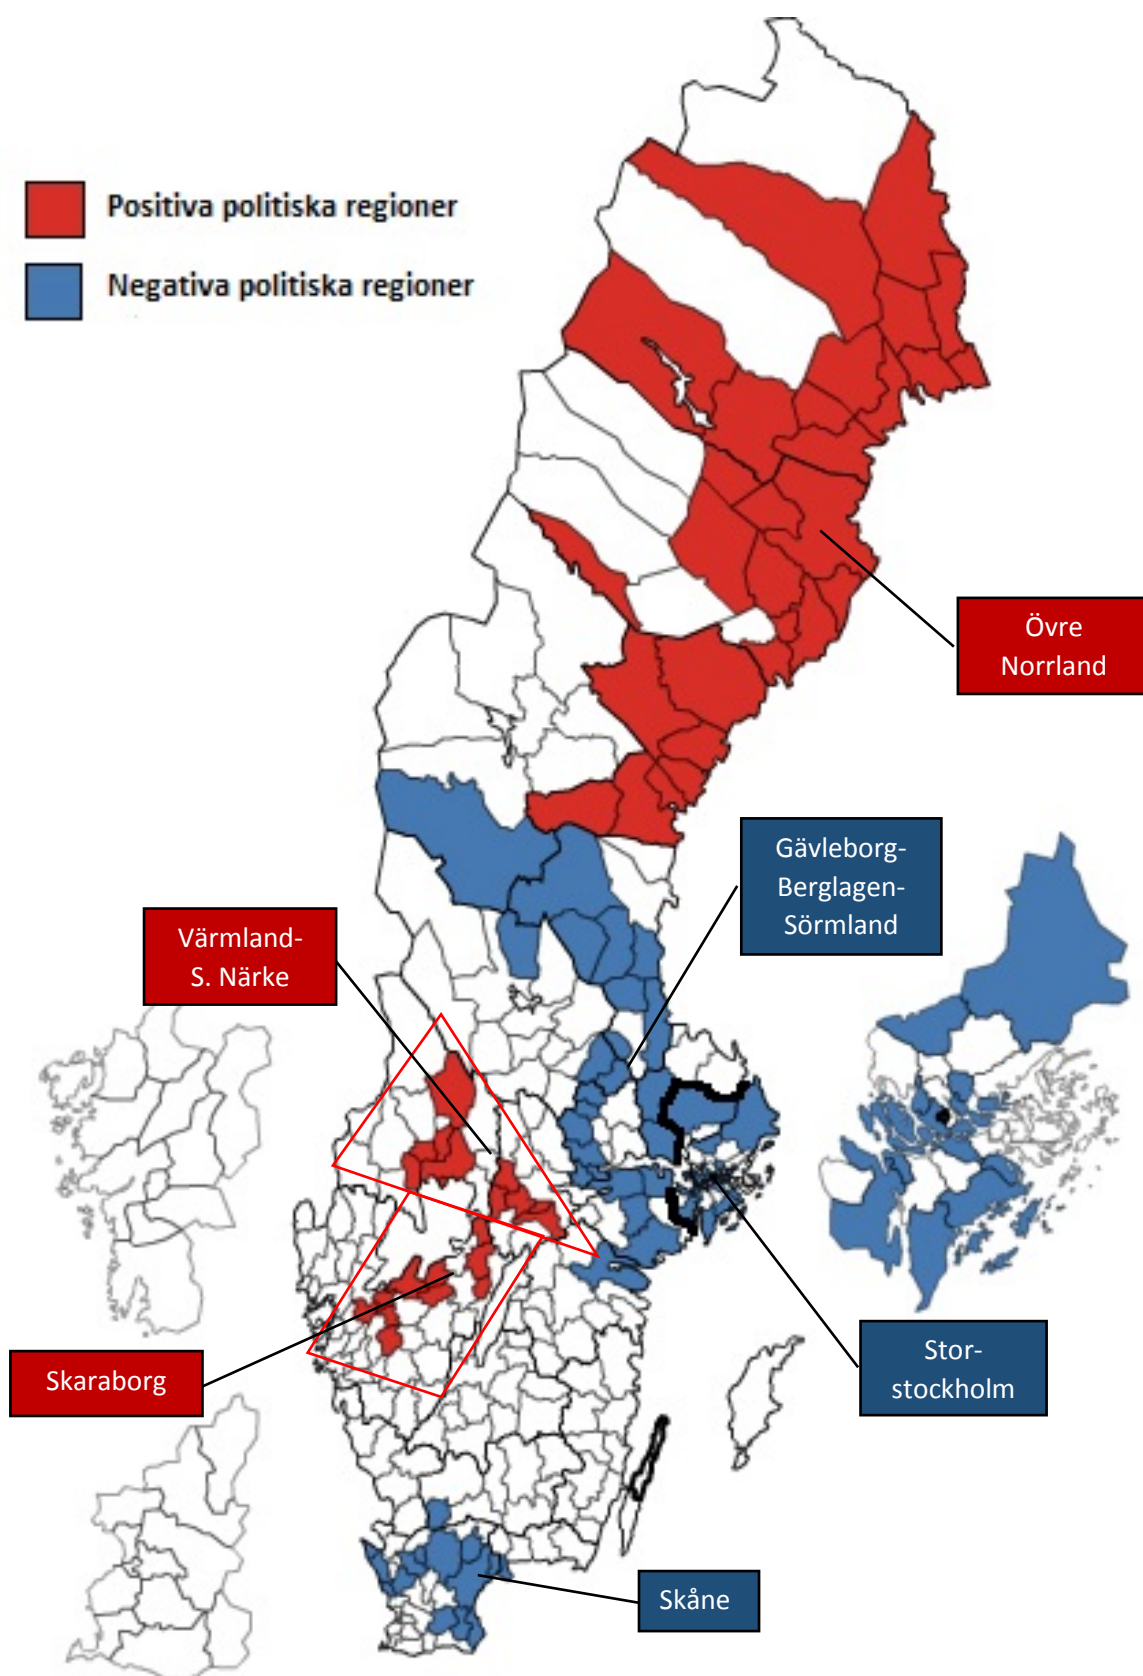 Positiva politiska regioner
Negativa politiska regioner
Övre
Norrland
Gävleborg-
Berglagen-
Sörmland
Värmland-
S. Närke
Stor-
stockholm
Skaraborg
Skåne